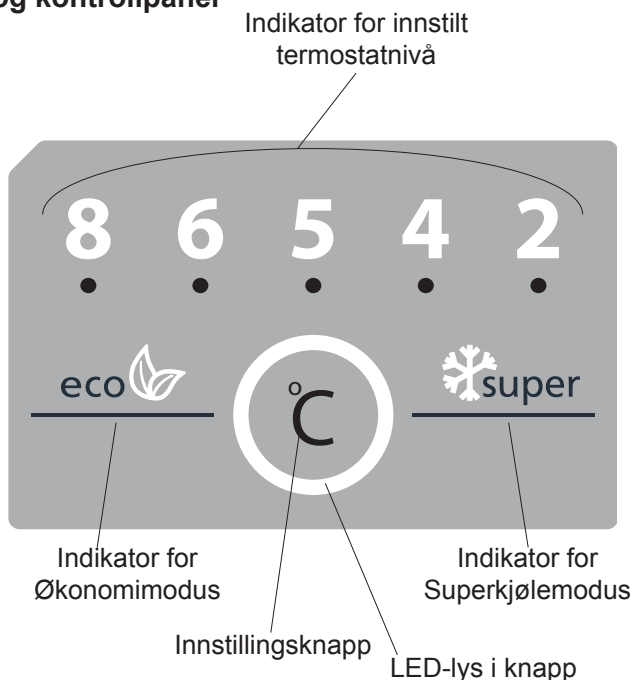 og kontrollpanel
Indikator for innstilt
termostatnivå
8 6 5 4 2
eco super
°C
Indikator for
Økonomimodus
Indikator for
Superkjølemodus
Innstillingsknapp
LED-lys i knapp